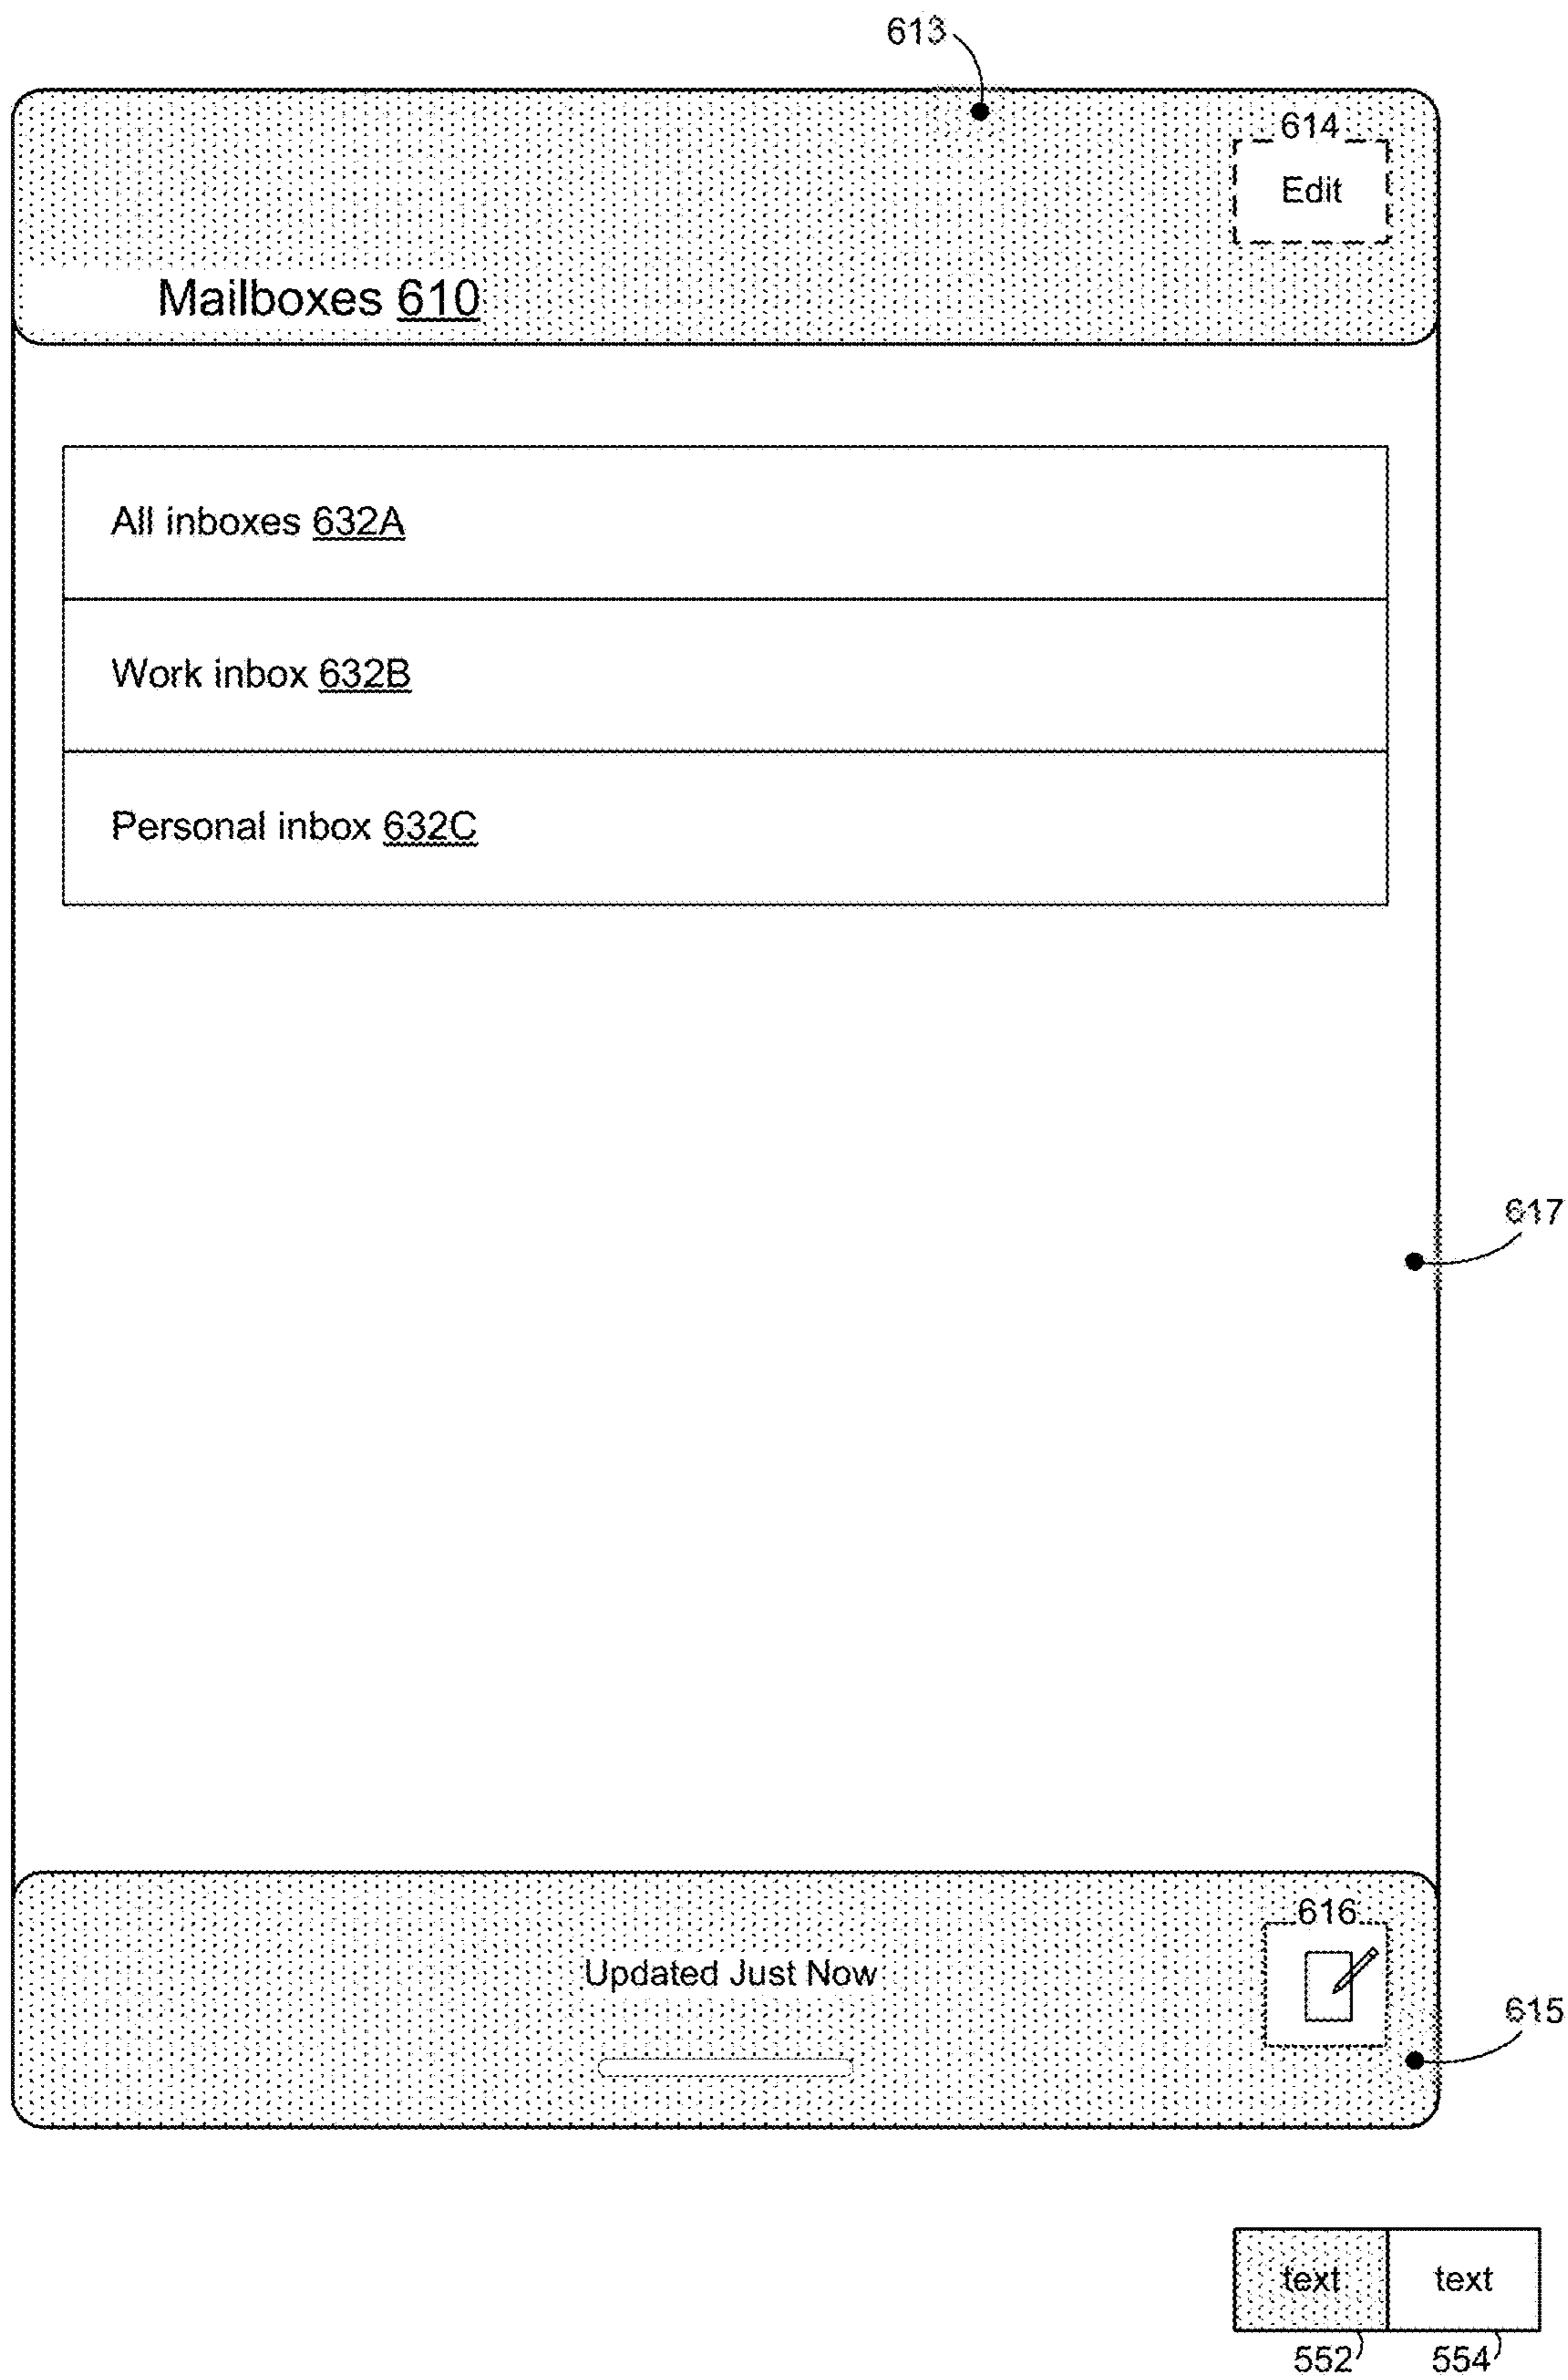 613
614
Edit
Mailboxes 610
All inboxes 632A
Work inbox 632B
Personal inbox 632C
617
616
Updated Just Now
615
text text
552 554